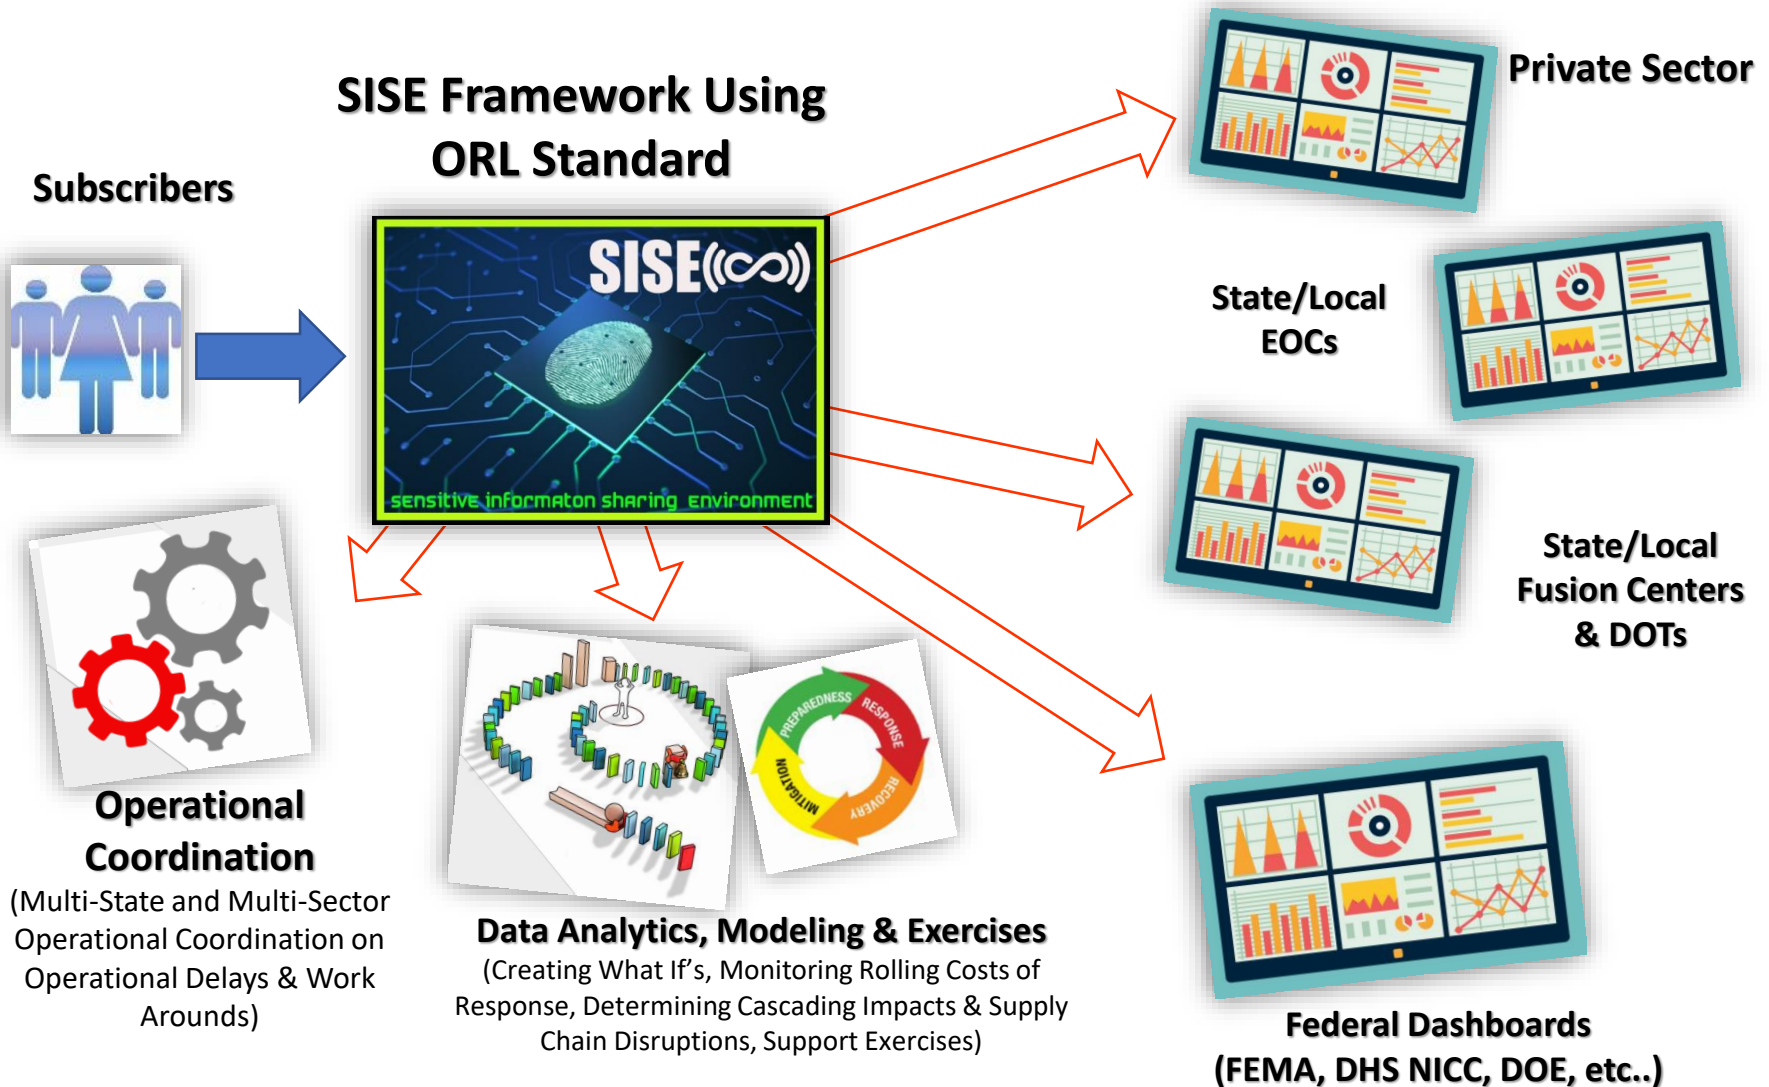 SISE Framework Using
ORL Standard
Subscribers
SISE
sensitive informaton sharing environment
Private Sector
State/Local
EOCs
State/Local
Fusion Centers
& DOTs
Federal Dashboards
(FEMA, DHS NICC, DOE, etc..)
Operational
Coordination
(Multi-State and Multi-Sector
Operational Coordination on
Operational Delays & Work
Arounds)
PREPAREDNESS
RESPONSE
RECOVERY
MITIGATION
Data Analytics, Modeling & Exercises
(Creating What If's, Monitoring Rolling Costs of
Response, Determining Cascading Impacts & Supply
Chain Disruptions, Support Exercises)